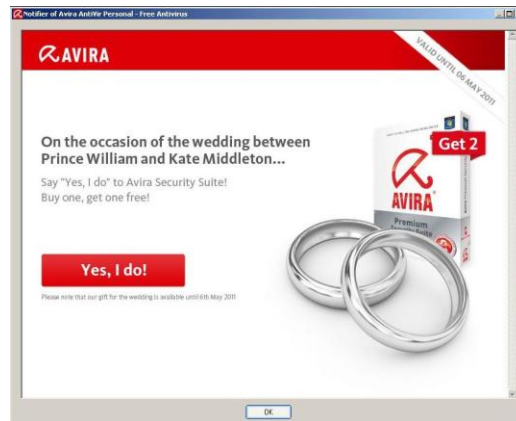 Notifier of Avira AntiVir Personal - Free Antivirus
AVIRA
VALID UNTIL 06 MAY 2011
On the occasion of the wedding between
Prince William and Kate Middleton...
Say "Yes, I do" to Avira Security Suite!
Buy one, get one free!
Get 2
AVIRA
Premium
Security Suite
Yes, I do!
Please note that our gift for the wedding is available until 6th May 2011
OK